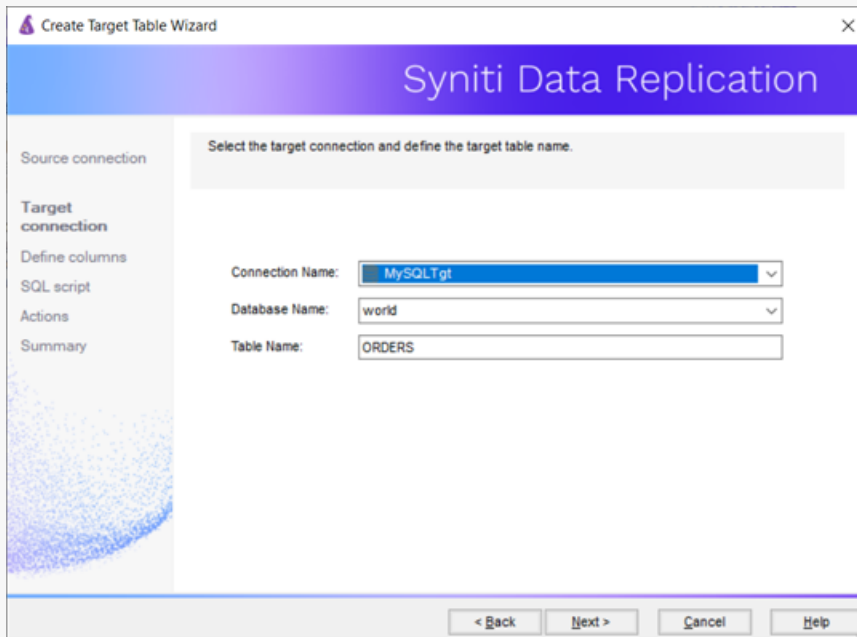 Create Target Table Wizard
Syniti Data Replication
Source connection
Target
connection
Define columns
SQL script
Actions
Summary
Select the target connection and define the target table name.
Connection Name: MySQLTgt
Database Name: world
Table Name: ORDERS
< Back Next > Cancel Help